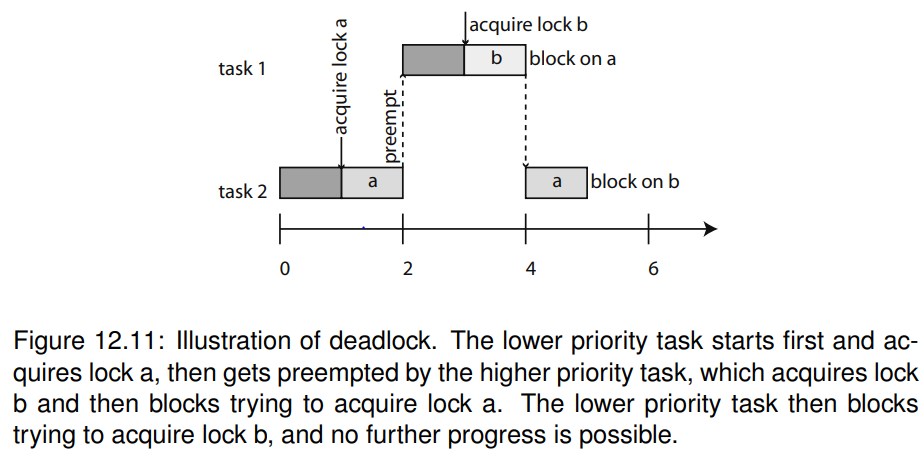 acquire lock b
acquire lock a
task 1
b
block on a
preempt
task 2
a
a
block on b
0 2 4 6
Figure 12.11: Illustration of deadlock. The lower priority task starts first and ac-
quires lock a, then gets preempted by the higher priority task, which acquires lock
b and then blocks trying to acquire lock a. The lower priority task then blocks
trying to acquire lock b, and no further progress is possible.